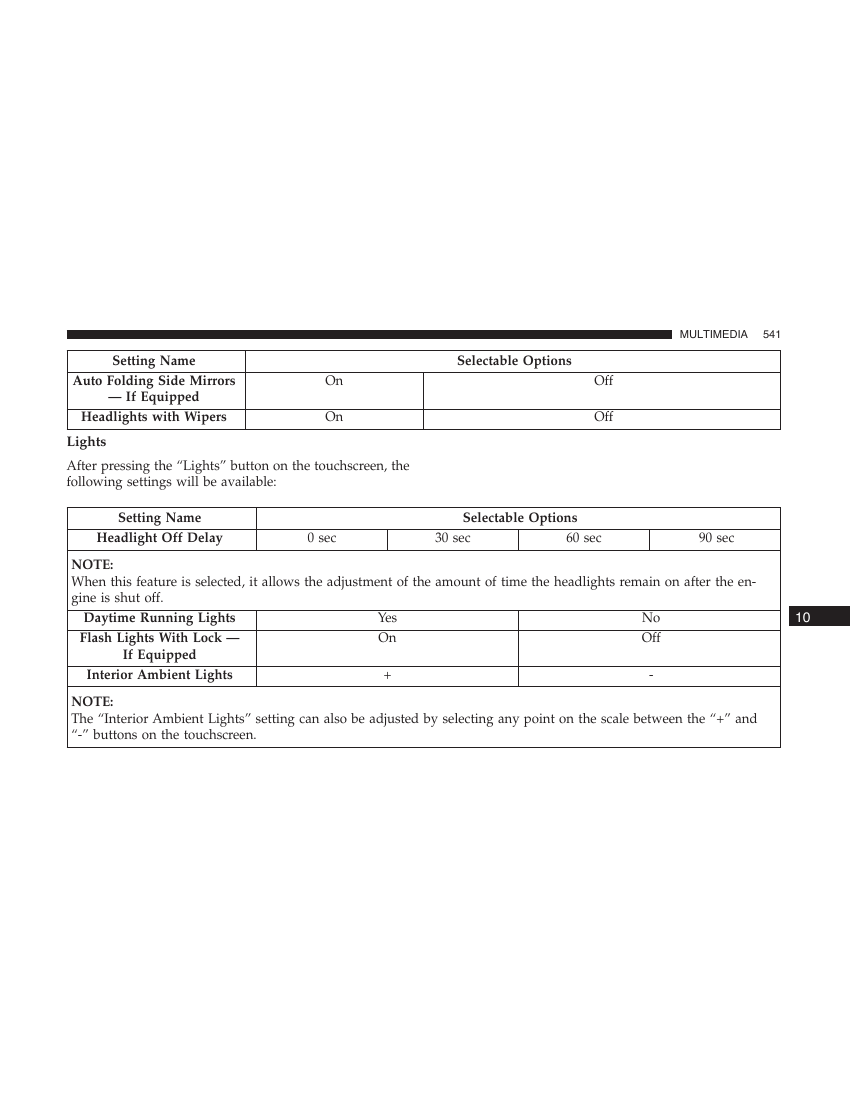 MULTIMEDIA 541
Setting Name Selectable Options
Auto Folding Side Mirrors On Off
— If Equipped
Headlights with Wipers On Off
Lights
After pressing the “Lights” button on the touchscreen, the
following settings will be available:
Setting Name Selectable Options
Headlight Off Delay 0 sec 30 sec 60 sec 90 sec
NOTE:
When this feature is selected, it allows the adjustment of the amount of time the headlights remain on after the en-
gine is shut off.
Daytime Running Lights Yes No
10
Flash Lights With Lock — On Off
If Equipped
Interior Ambient Lights + -
NOTE:
The “Interior Ambient Lights” setting can also be adjusted by selecting any point on the scale between the “+” and
“-” buttons on the touchscreen.